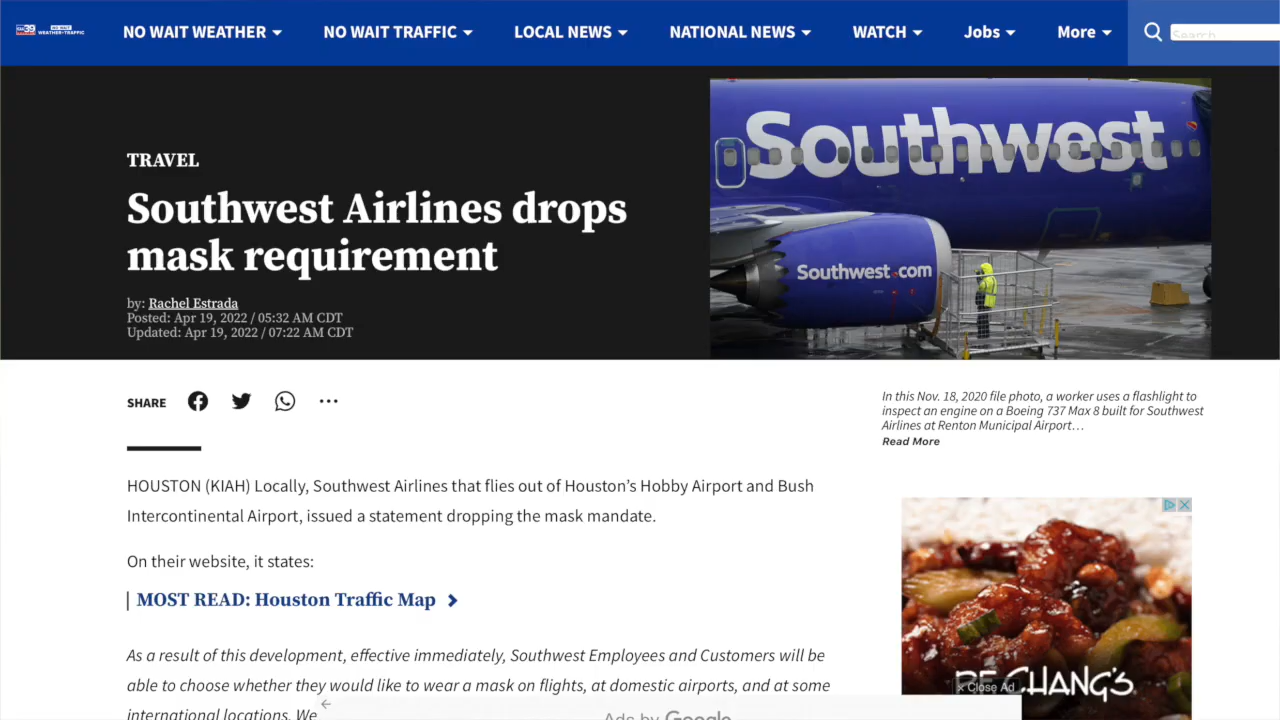 NO WAIT WEATHER NO WAIT TRAFFIC LOCAL NEWS NATIONAL NEWS WATCH Jobs More Search
Southwest
Southwest.com
TRAVEL
Southwest Airlines drops
mask requirement
by: Rachel Estrada
Posted: Apr 19, 2022 / 05:32 AM CDT
Updated: Apr 19, 2022 / 07:22 AM CDT
SHARE
In this Nov. 18, 2020 file photo, a worker uses a flashlight to
inspect an engine on a Boeing 737 Max 8 built for Southwest
Airlines at Renton Municipal Airport…
Read More
HOUSTON (KIAH) Locally, Southwest Airlines that flies out of Houston's Hobby Airport and Bush
Intercontinental Airport, issued a statement dropping the mask mandate.
On their website, it states:
MOST READ: Houston Traffic Map
As a result of this development, effective immediately, Southwest Employees and Customers will be
able to choose whether they would like to wear a mask on flights, at domestic airports, and at some
international locations. We
P.F. CHANG'S
× Close Ad
Ads by Google